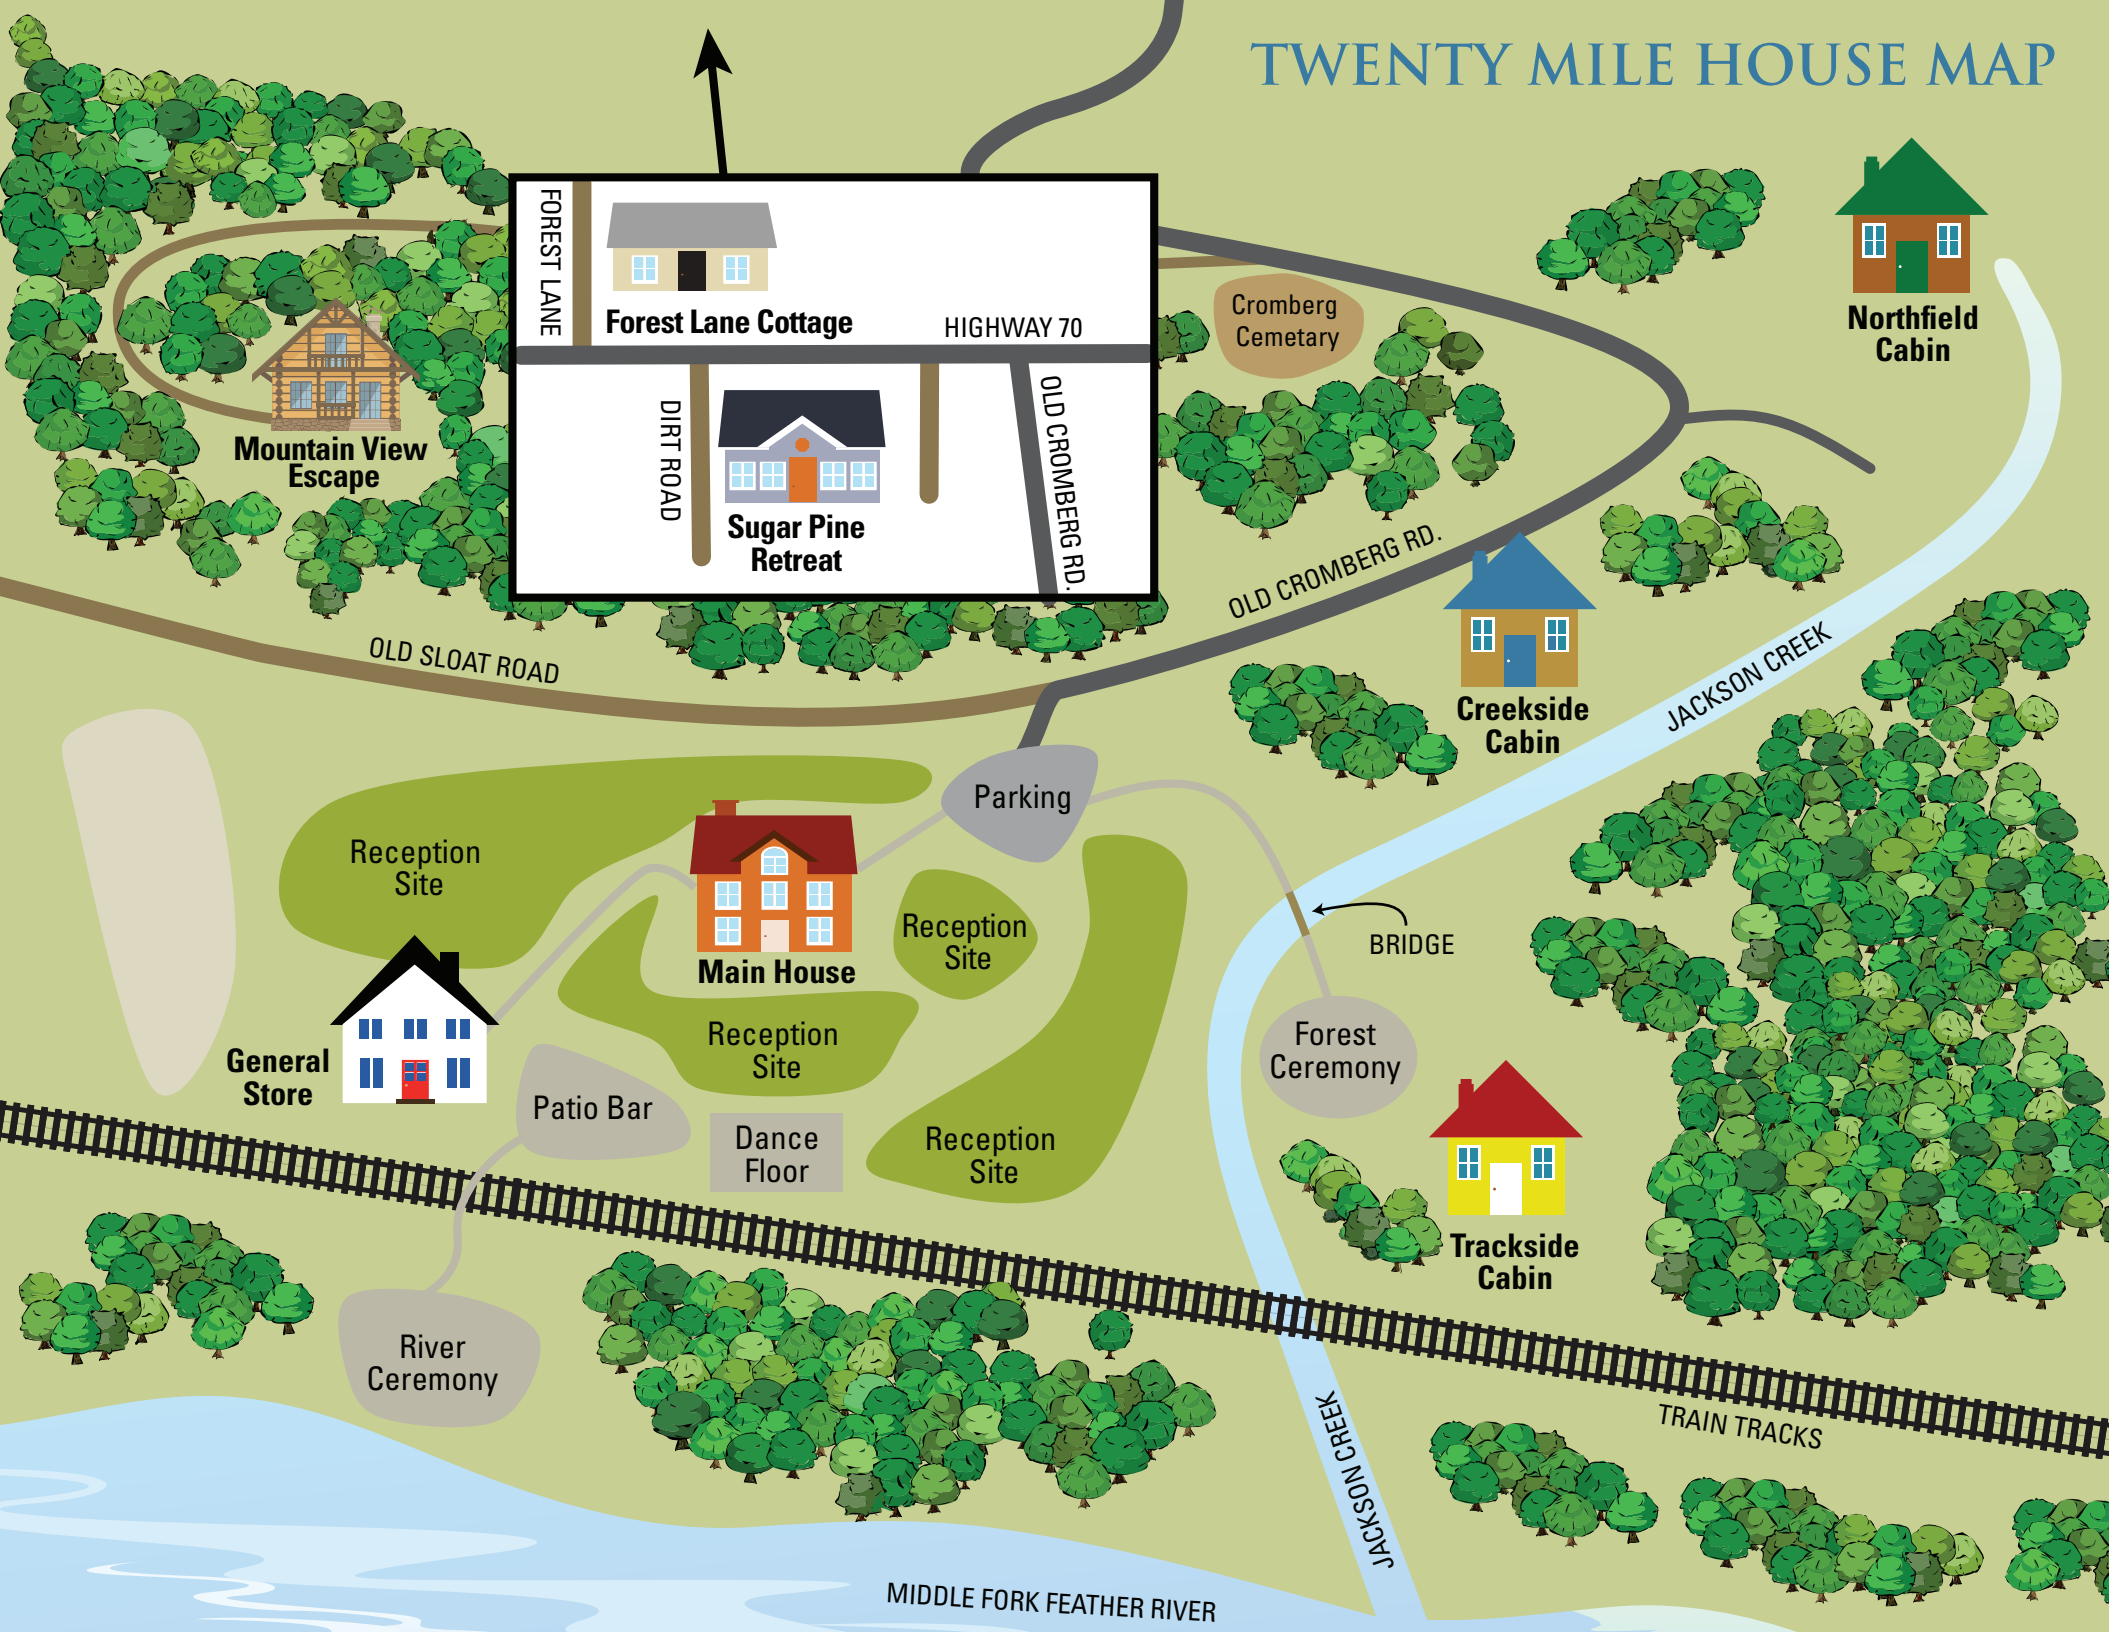 TWENTY MILE HOUSE MAP
FOREST LANE
Forest Lane Cottage
HIGHWAY 70
DIRT ROAD
Sugar Pine
Retreat
OLD CROMBERG RD.
Cromberg
Cemetary
Northfield
Cabin
Mountain View
Escape
OLD CROMBERG RD.
OLD SLOAT ROAD
Creekside
Cabin
JACKSON CREEK
Parking
Reception
Site
Main House
Reception
Site
BRIDGE
Reception
Site
General
Store
Forest
Ceremony
Patio Bar
Dance
Floor
Reception
Site
Trackside
Cabin
River
Ceremony
TRAIN TRACKS
JACKSON CREEK
MIDDLE FORK FEATHER RIVER